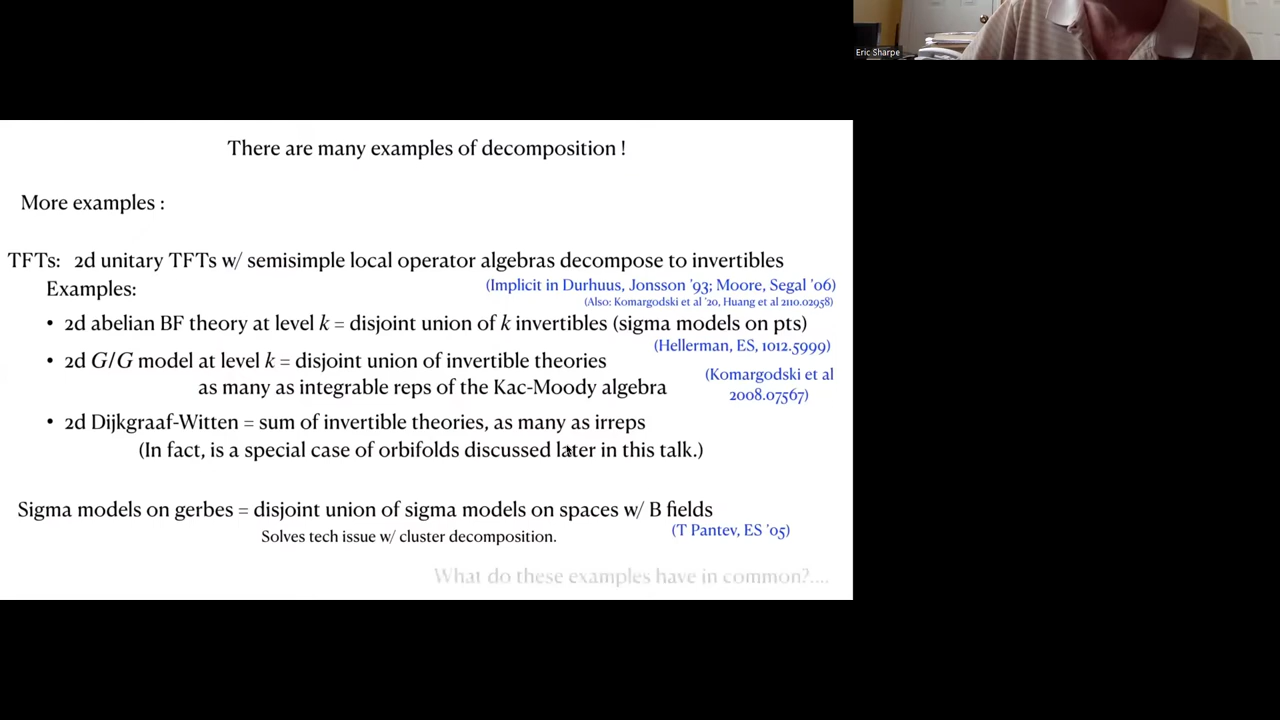 Eric Sharpe
There are many examples of decomposition !
More examples :
TFTs: 2d unitary TFTs w/ semisimple local operator algebras decompose to invertibles
(Implicit in Durhuus, Jonsson '93; Moore, Segal '06)
Examples:
(Also: Komargodski et al '20, Huang et al 2110.02958)
• 2d abelian BF theory at level k = disjoint union of k invertibles (sigma models on pts)
(Hellerman, ES, 1012.5999)
• 2d G/G model at level k = disjoint union of invertible theories
as many as integrable reps of the Kac-Moody algebra
(Komargodski et al
2008.07567)
• 2d Dijkgraaf-Witten = sum of invertible theories, as many as irreps
(In fact, is a special case of orbifolds discussed later in this talk.)
Sigma models on gerbes = disjoint union of sigma models on spaces w/ B fields
(T Pantev, ES '05)
Solves tech issue w/ cluster decomposition.
What do these examples have in common?....